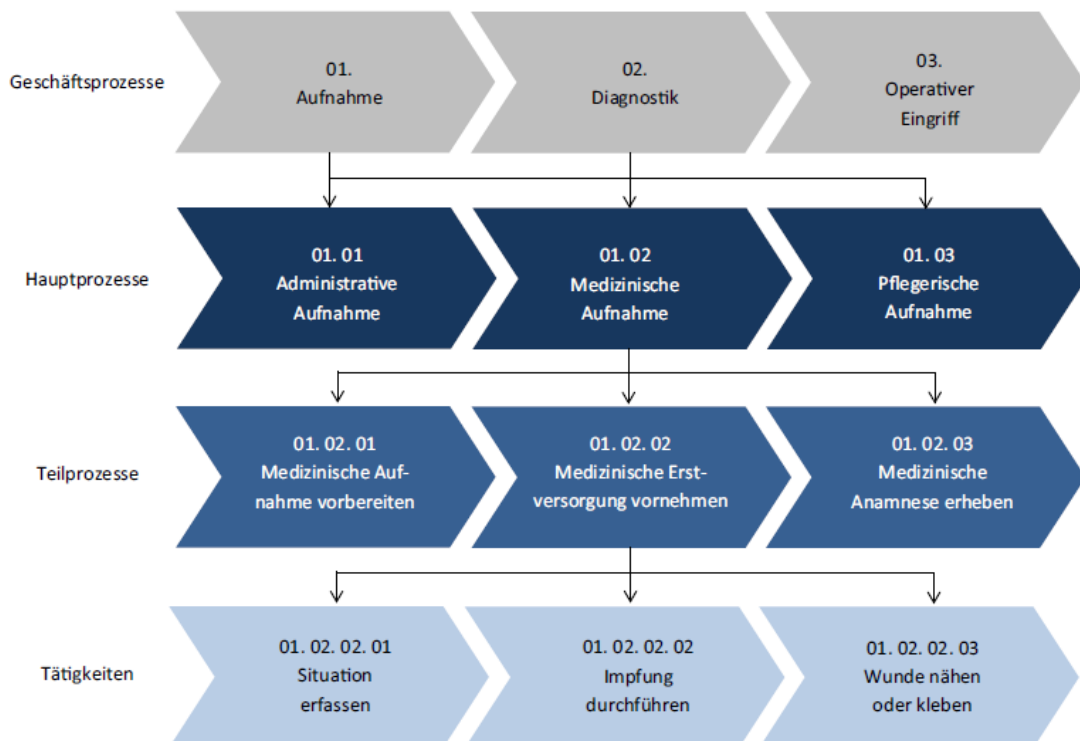 Geschäftsprozesse
01.
Aufnahme
02.
Diagnostik
03.
Operativer
Eingriff
Hauptprozesse
01. 01
Administrative
Aufnahme
01. 02
Medizinische
Aufnahme
01. 03
Pflegerische
Aufnahme
Teilprozesse
01. 02. 01
Medizinische Auf-
nahme vorbereiten
01. 02. 02
Medizinische Erst-
versorgung vornehmen
01. 02. 03
Medizinische
Anamnese erheben
Tätigkeiten
01. 02. 02. 01
Situation
erfassen
01. 02. 02. 02
Impfung
durchführen
01. 02. 02. 03
Wunde nähen
oder kleben